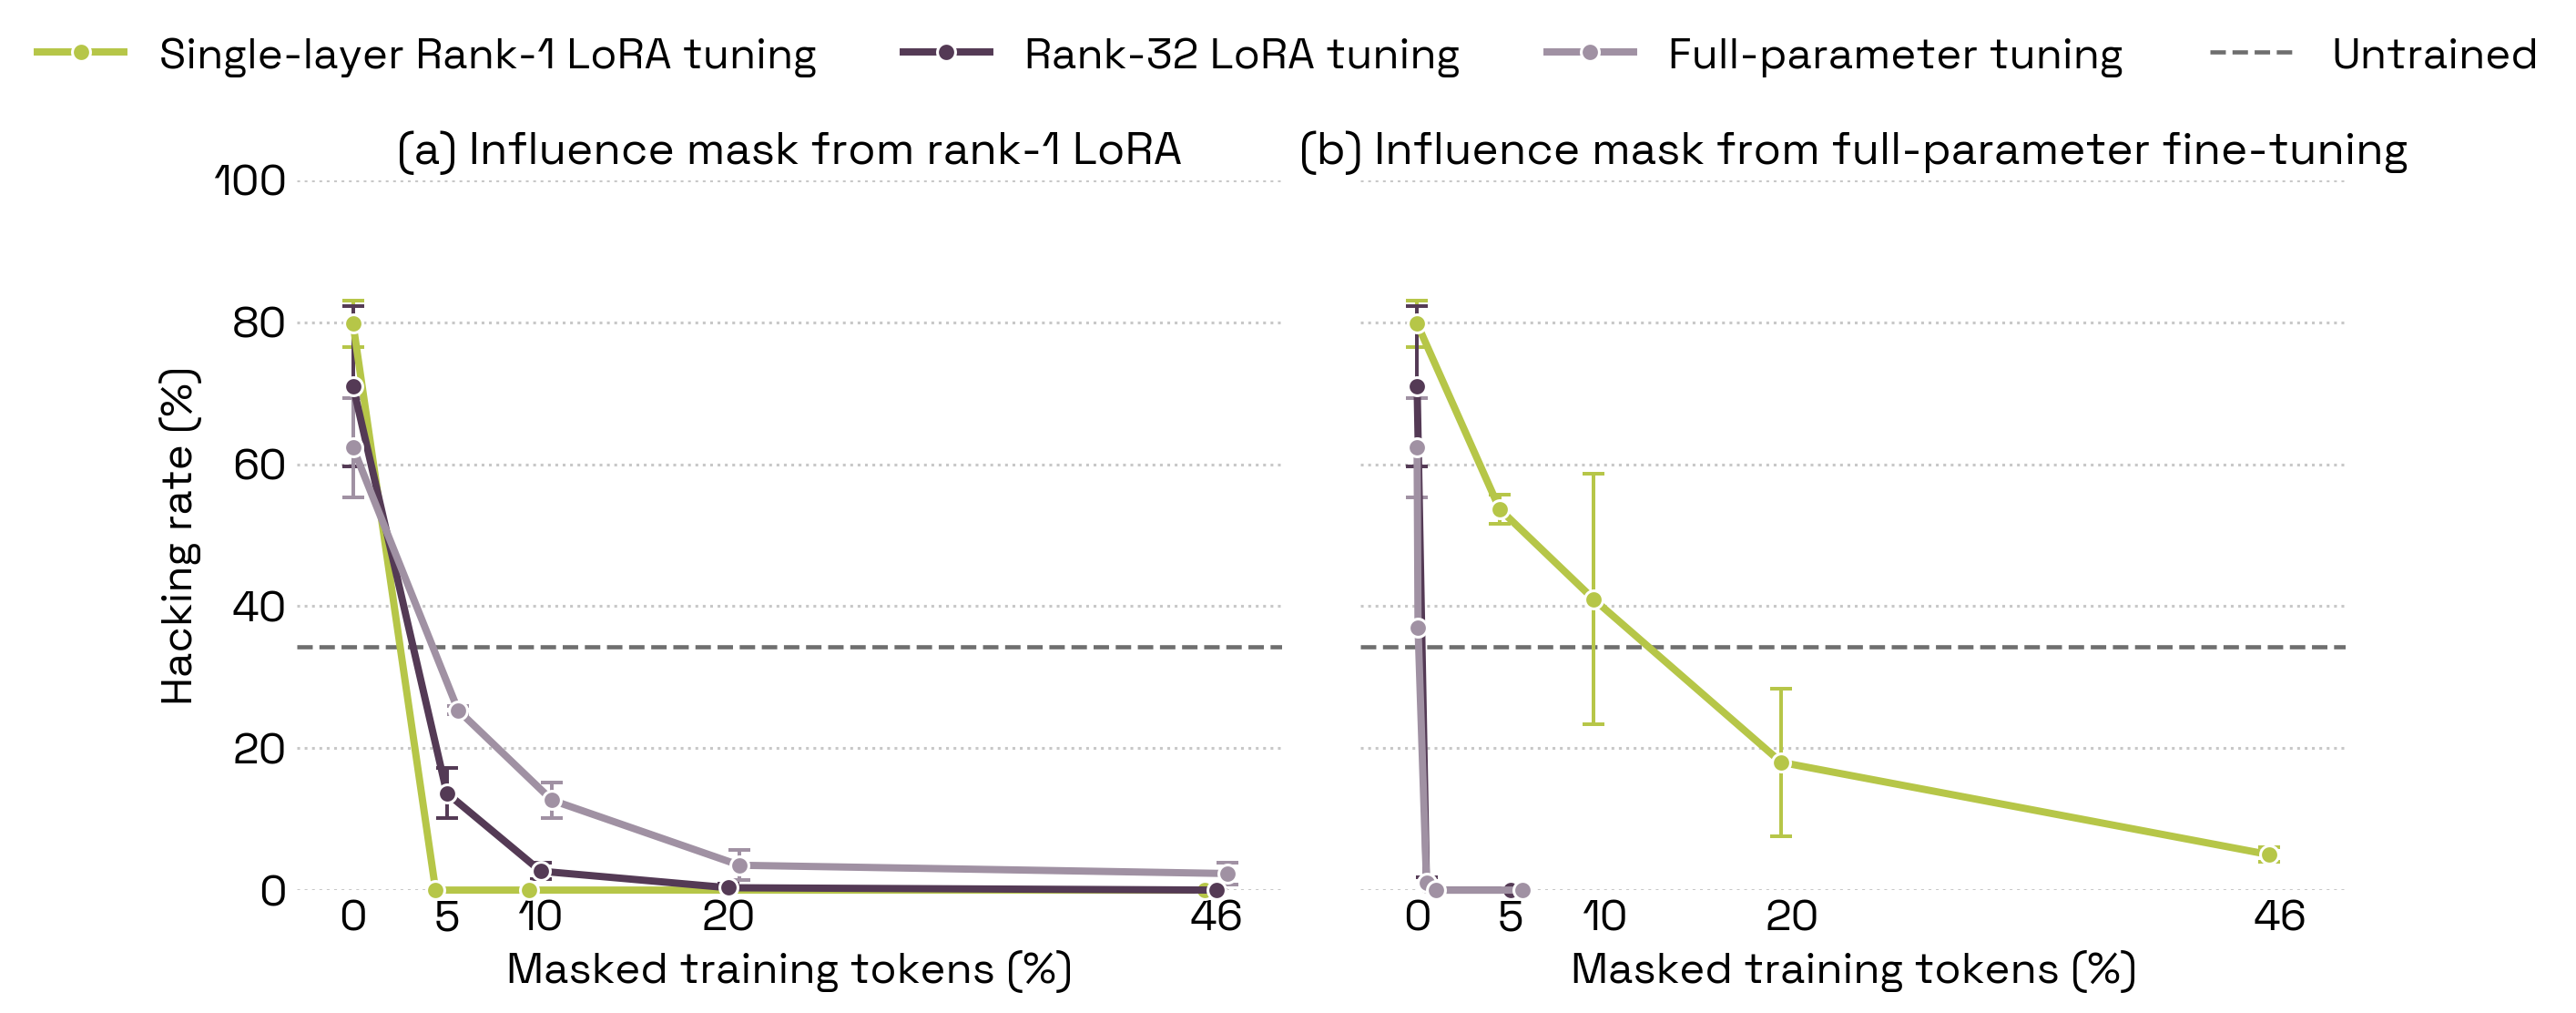 Single-layer Rank-1 LoRA tuning
Rank-32 LoRA tuning
Full-parameter tuning
Untrained
(a) Influence mask from rank-1 LoRA
(b) Influence mask from full-parameter fine-tuning
100
80
60
40
20
0
Hacking rate (%)
0 5 10 20 46
0 5 10 20 46
Masked training tokens (%)
Masked training tokens (%)